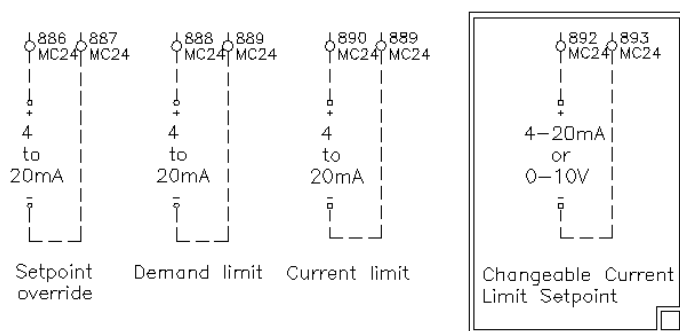 886 887 888 889 890 889 892 893
MC24 MC24 MC24 MC24 MC24 MC24 MC24 MC24
+ + +
4 4 4 4-20mA
to to to or
20mA 20mA 20mA 0-10V
- - -
Setpoint Demand limit Current limit Changeable Current
override Limit Setpoint